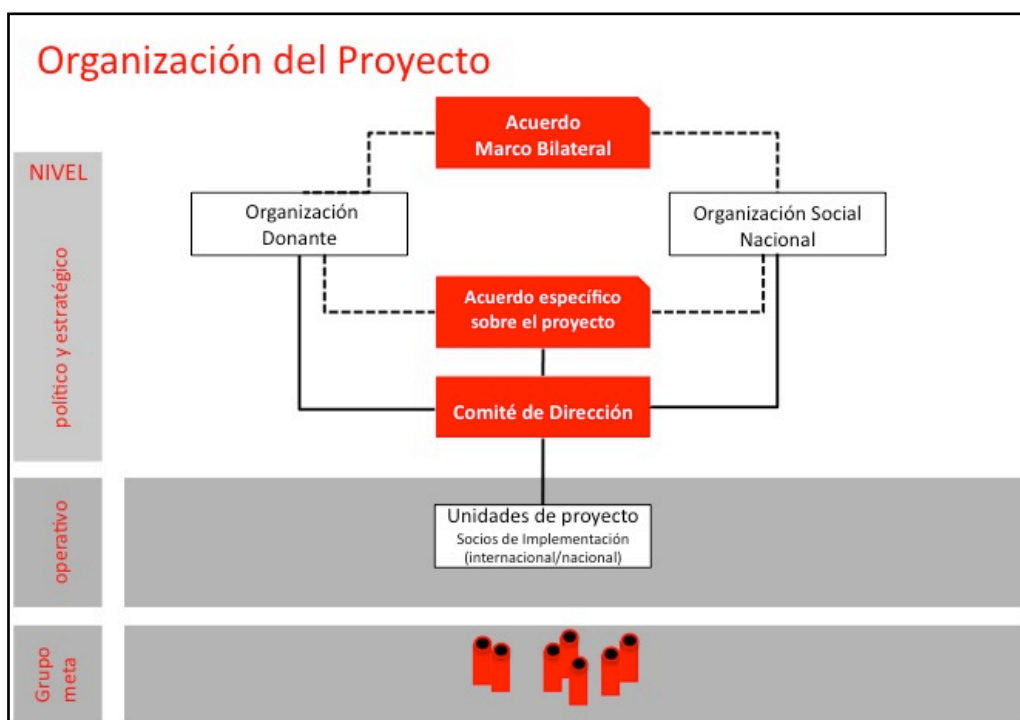 Organización del Proyecto
Acuerdo
Marco Bilateral
NIVEL
Organización
Donante
Organización Social
Nacional
político y estratégico
Acuerdo específico
sobre el proyecto
Comité de Dirección
operativo
Unidades de proyecto
Socios de Implementación
(internacional/nacional)
Grupo
meta